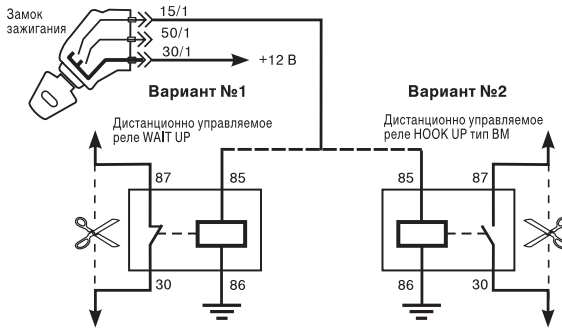 Замок
зажигания
15/1
50/1
30/1
+12 В
Вариант №1
Вариант №2
Дистанционно управляемое
реле WAIT UP
Дистанционно управляемое
реле HOOK UP тип BM
87
85
85
87
30
86
86
30